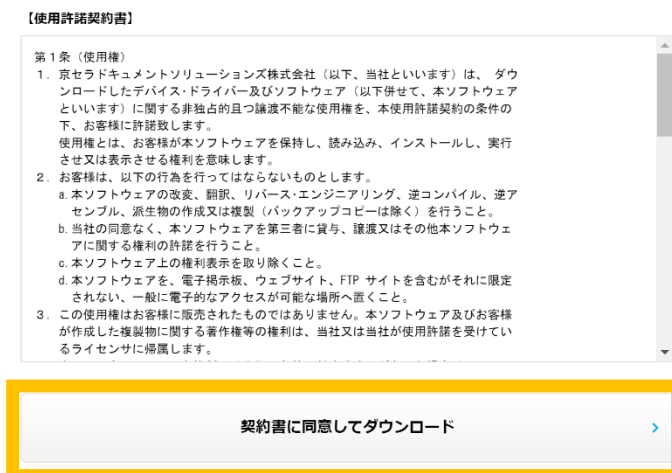 【使用許諾契約書】
第1条（使用権）
1. 京セラドキュメントソリューションズ株式会社（以下、当社といいます）は、 ダウ
ンロードしたデバイス・ドライバー及びソフトウェア（以下併せて、本ソフトウェア
といいます）に関する非独占的且つ譲渡不能な使用権を、本使用許諾契約の条件の
下、お客様に許諾致します。
使用権とは、お客様が本ソフトウェアを保持し、読み込み、インストールし、実行
させ又は表示させる権利を意味します。
2. お客様は、以下の行為を行ってはならないものとします。
a. 本ソフトウェアの改変、翻訳、リバース・エンジニアリング、逆コンパイル、逆ア
センブル、派生物の作成又は複製（バックアップコピーは除く）を行うこと。
b. 当社の同意なく、本ソフトウェアを第三者に貸与、譲渡又はその他本ソフトウェ
アに関する権利の許諾を行うこと。
c. 本ソフトウェア上の権利表示を取り除くこと。
d. 本ソフトウェアを、電子掲示板、ウェブサイト、FTP サイトを含むがそれに限定
されない、一般に電子的なアクセスが可能な場所へ置くこと。
3. この使用権はお客様に販売されたものではありません。本ソフトウェア及びお客様
が作成した複製物に関する著作権等の権利は、当社又は当社が使用許諾を受けてい
るライセンサに帰属します。
契約書に同意してダウンロード